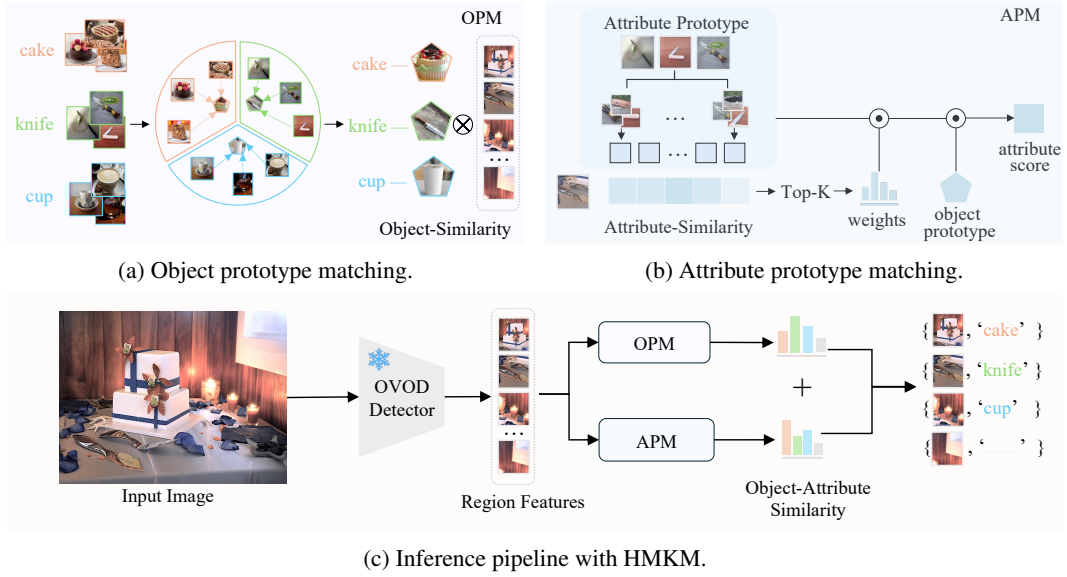 OPM
cake
knife
cup
cake
knife
cup
...
Object-Similarity
(a) Object prototype matching.
APM
Attribute Prototype
...
...
Attribute-Similarity
Top-K
weights
object
prototype
attribute
score
(b) Attribute prototype matching.
Input Image
OVOD
Detector
...
Region Features
OPM
APM
+
Object-Attribute
Similarity
{ , ‘cake’ }
{ , ‘knife’ }
{ , ‘cup’ }
{ , ‘ ’ }
(c) Inference pipeline with HMKM.